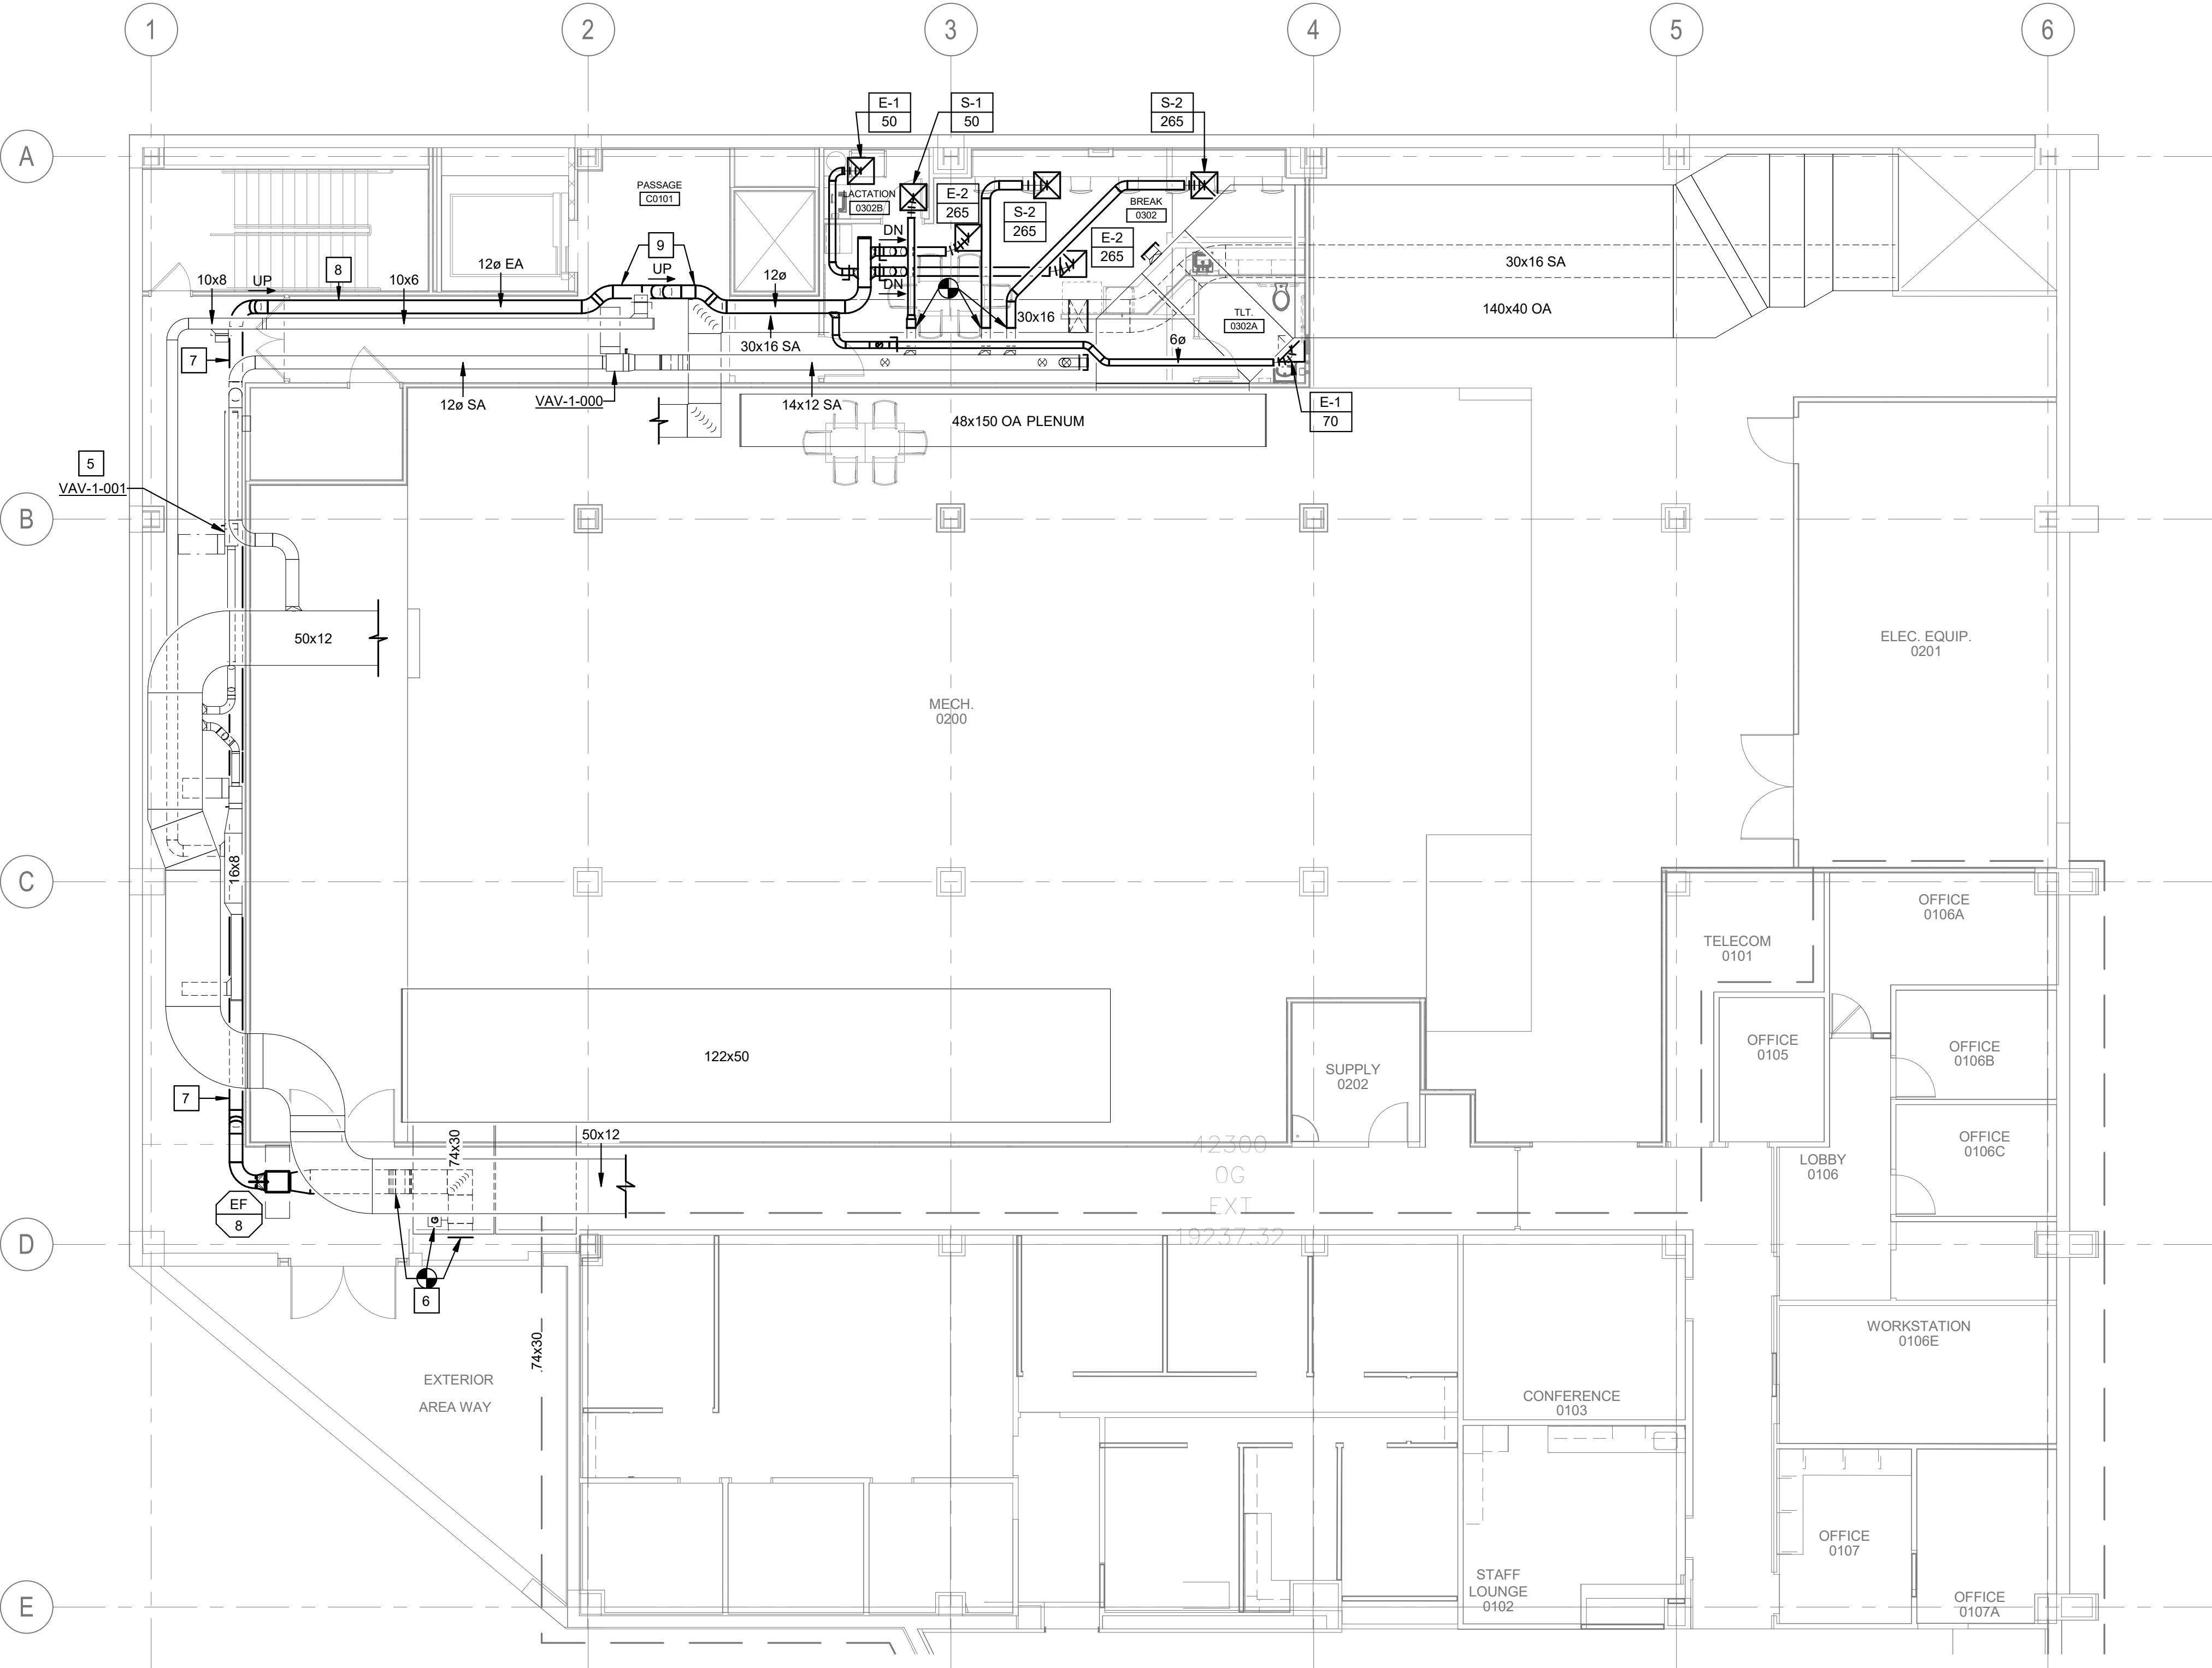 1
2
3
4
5
6
A
E-1
50
S-1
50
S-2
265
PASSAGE
C0101
LACTATION
0302B
E-2
265
S-2
265
BREAK
0302
E-2
265
DN
DN
9
UP
8
12ø EA
10x8
UP
10x6
12ø
30x16
30x16 SA
TLT.
0302A
6ø
30x16 SA
140x40 OA
7
12ø SA
VAV-1-000
14x12 SA
48x150 OA PLENUM
E-1
70
5
VAV-1-001
B
50x12
ELEC. EQUIP.
0201
MECH.
0200
16x8
C
OFFICE
0106A
TELECOM
0101
122x50
SUPPLY
0202
OFFICE
0105
OFFICE
0106B
7
74x30
50x12
42300
0G
EXT
19237.32
OFFICE
0106C
LOBBY
0106
EF
8
G
D
6
74x30
EXTERIOR
AREA WAY
WORKSTATION
0106E
CONFERENCE
0103
OFFICE
0107
STAFF
LOUNGE
0102
OFFICE
0107A
E